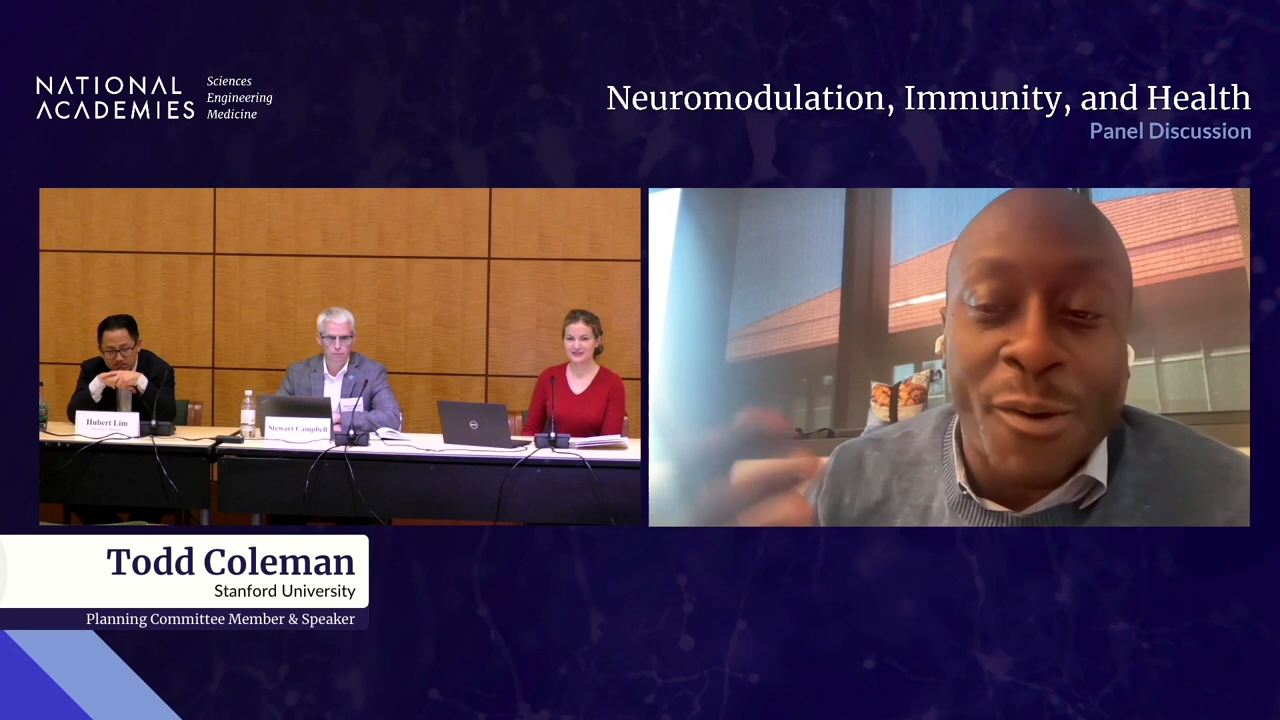 NATIONAL
ACADEMIES
Sciences
Engineering
Medicine
Neuromodulation, Immunity, and Health
Panel Discussion
Hubert Lim
Stewart Campbell
DELL
Todd Coleman
Stanford University
Planning Committee Member & Speaker